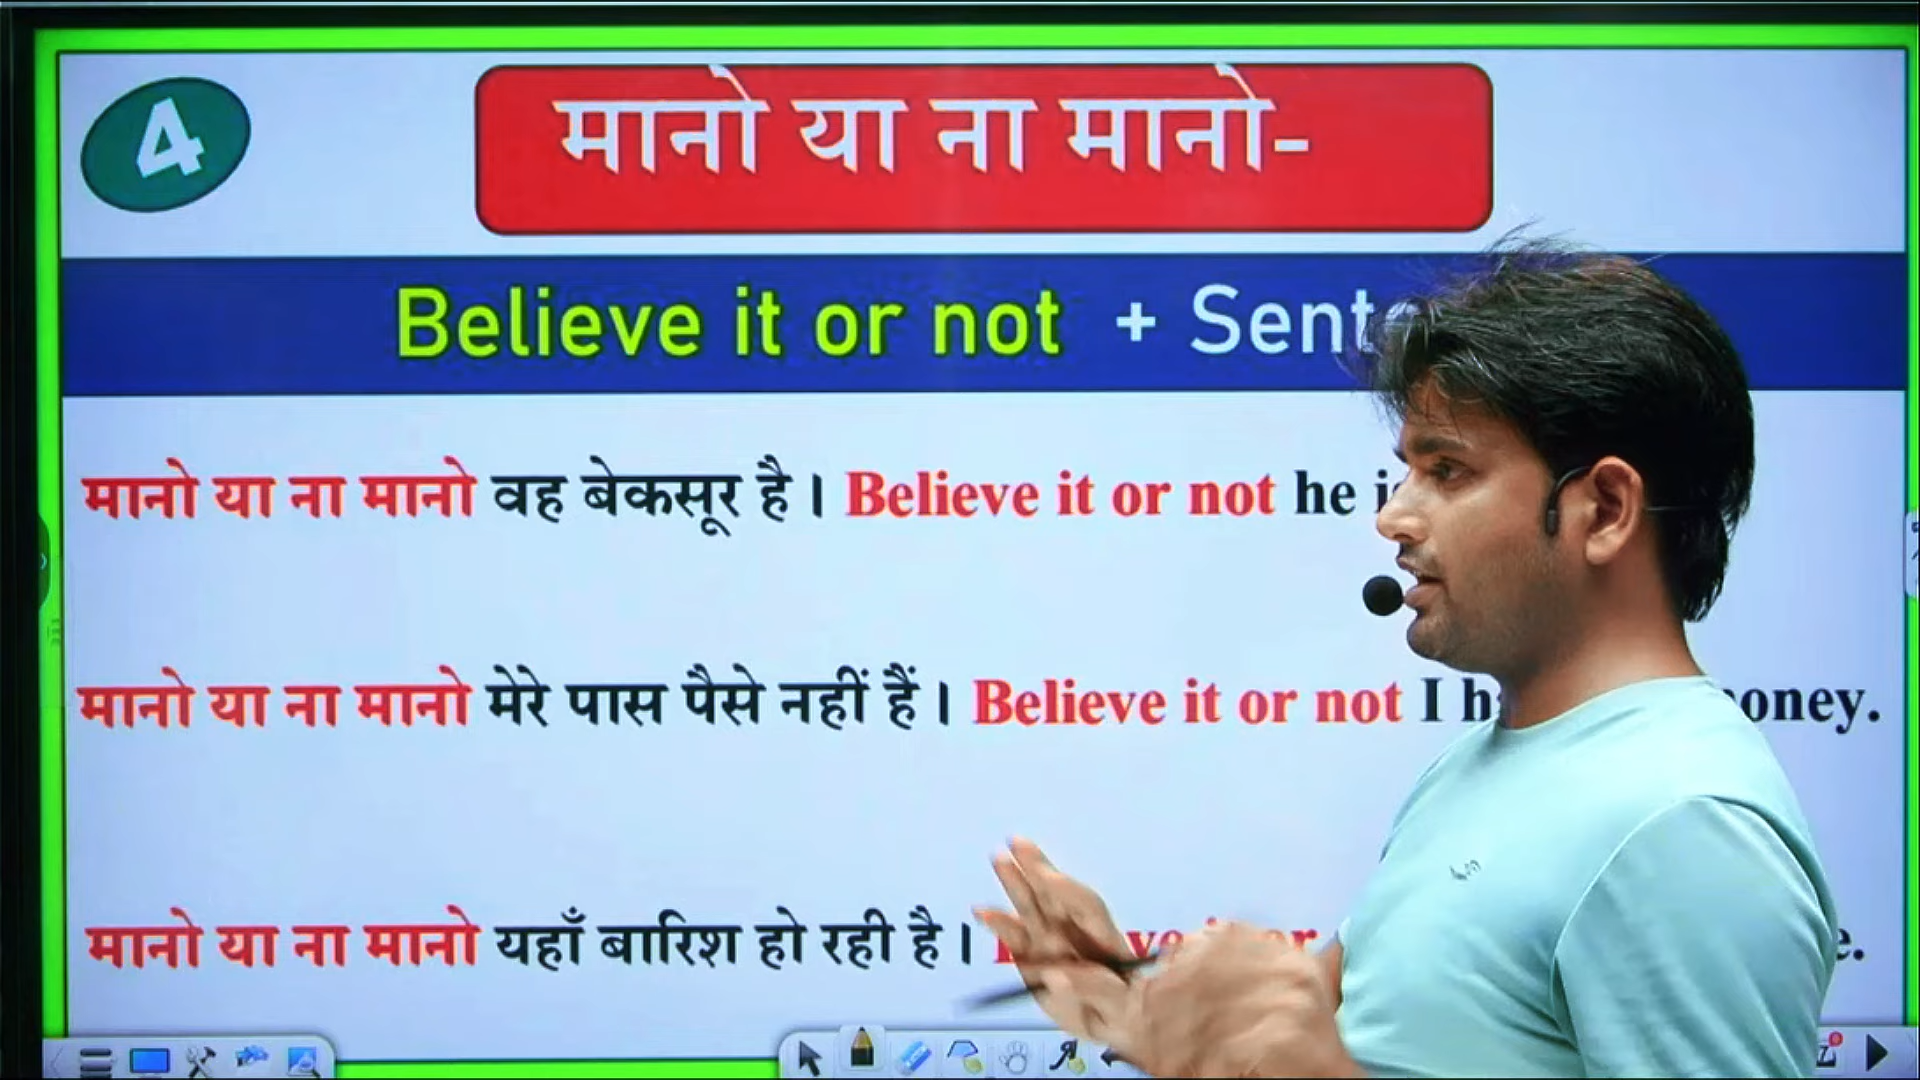 4
मानो या ना मानो-
Believe it or not + Sent
मानो या ना मानो वह बेकसूर है । Believe it or not he
मानो या ना मानो मेरे पास पैसे नहीं हैं । Believe it or not I
मानो या ना मानो यहाँ बारिश हो रही है ।